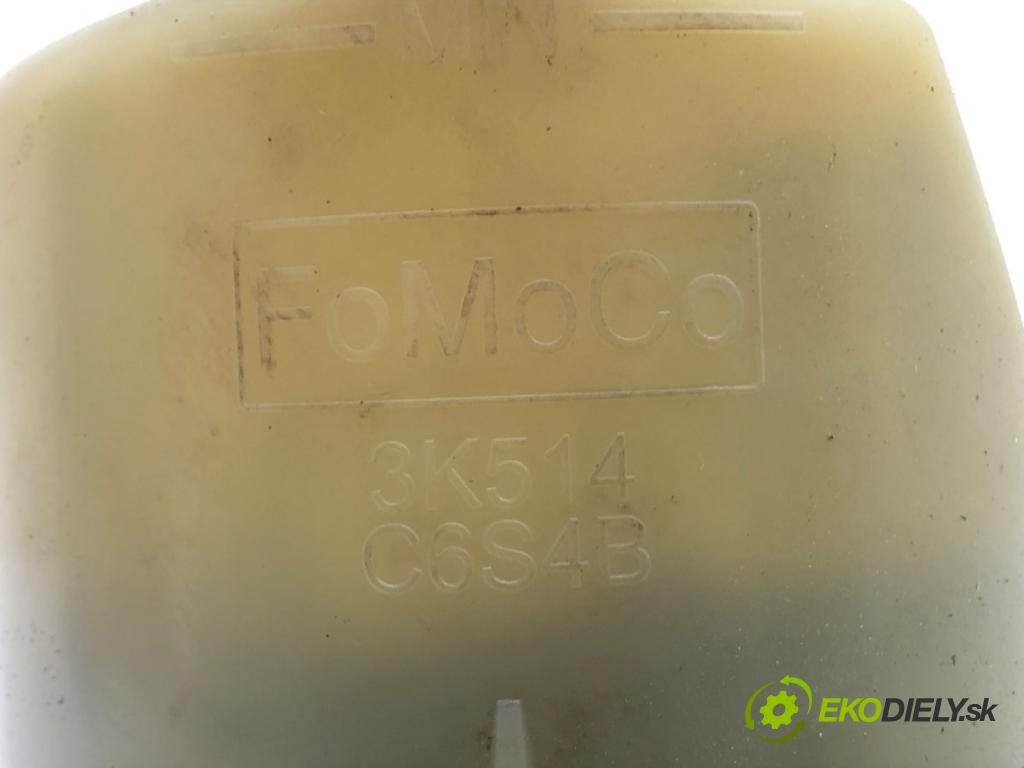 MIN
FoMoCo
3K514
C6S4B
EKODIELY.sk